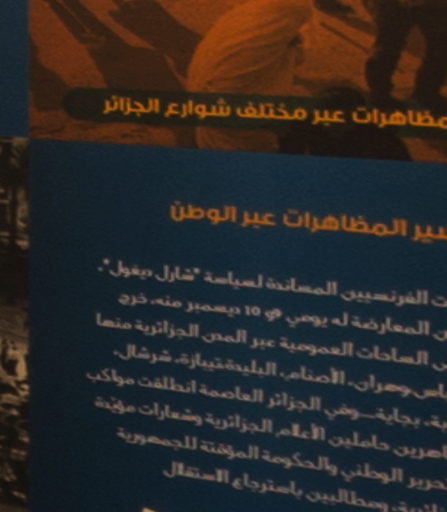 مظاهرات عبر مختلف شوارع الجزائر
سير المظاهرات عبر الوطن
الفرنسيين المساندة لسياسة "شارل ديغول"،
المعارضة له يومي 9و 10 ديسمبر منه، خرج
الساحات العمومية عبر المدن الجزائرية منها
وهران، الأصنام، البليدة، تيبازة، شرشال،
بجاية...وفي الجزائر العاصمة انطلقت مواكب
حاملين الأعلام الجزائرية وشعارات مؤيدة
الوطني والحكومة المؤقتة للجمهورية
ومطالبين باسترجاع الاستقلال